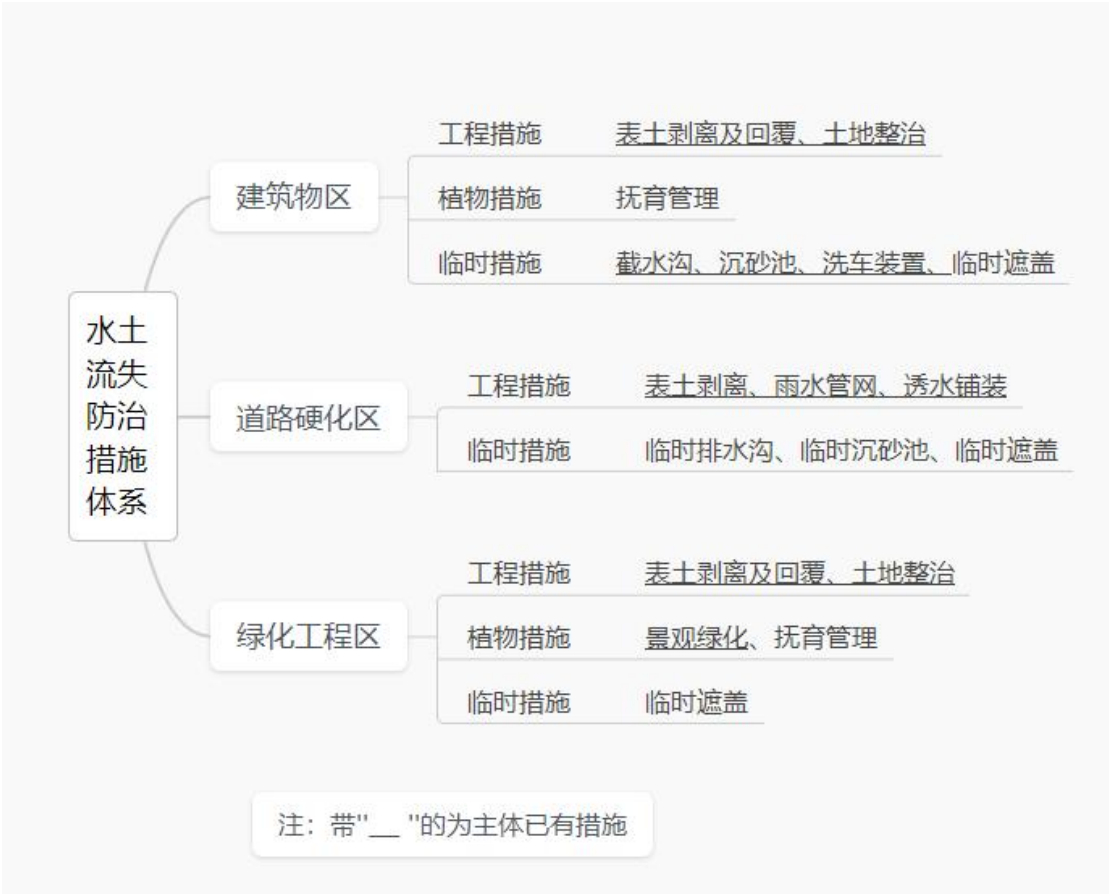 水土
流失
防治
措施
体系
建筑物区
工程措施 表土剥离及回覆、土地整治
植物措施 抚育管理
临时措施 截水沟、沉砂池、洗车装置、临时遮盖
道路硬化区
工程措施 表土剥离、雨水管网、透水铺装
临时措施 临时排水沟、临时沉砂池、临时遮盖
绿化工程区
工程措施 表土剥离及回覆、土地整治
植物措施 景观绿化、抚育管理
临时措施 临时遮盖
注：带"__ "的为主体已有措施